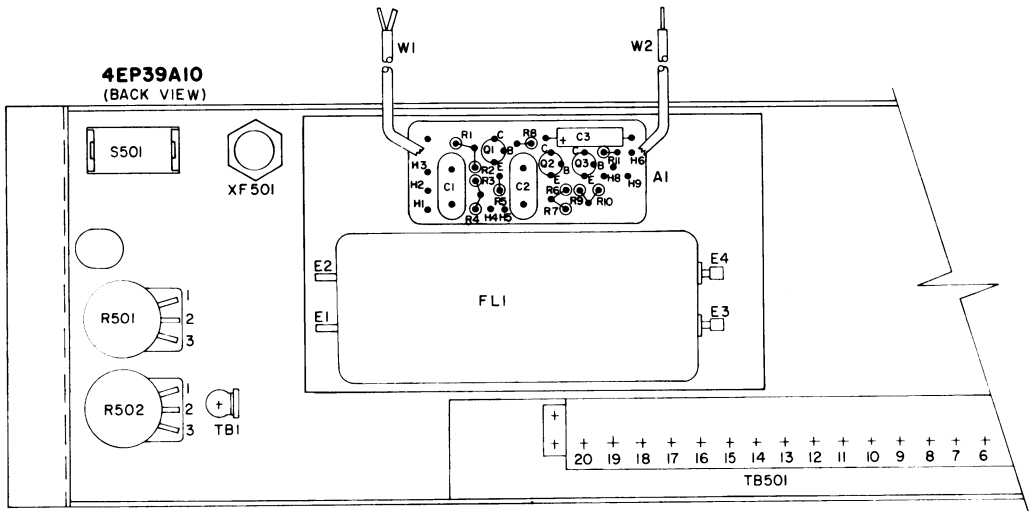 W1
W2
4EP39A10
(BACK VIEW)
S501
XF501
R1
C
Q1
B
E
R8
+
C3
C
Q2
B
E
C
Q3
B
E
R11
H6
H3
R2
R3
H8
H9
A1
H2
C1
C2
R5
R6
R9
R10
H1
R4
H4
H5
R7
E2
E4
FL1
E1
E3
R501
1
2
3
R502
1
2
3
+
TB1
+
+ + + + + + + + + + + + + + + +
20 19 18 17 16 15 14 13 12 11 10 9 8 7 6
TB501